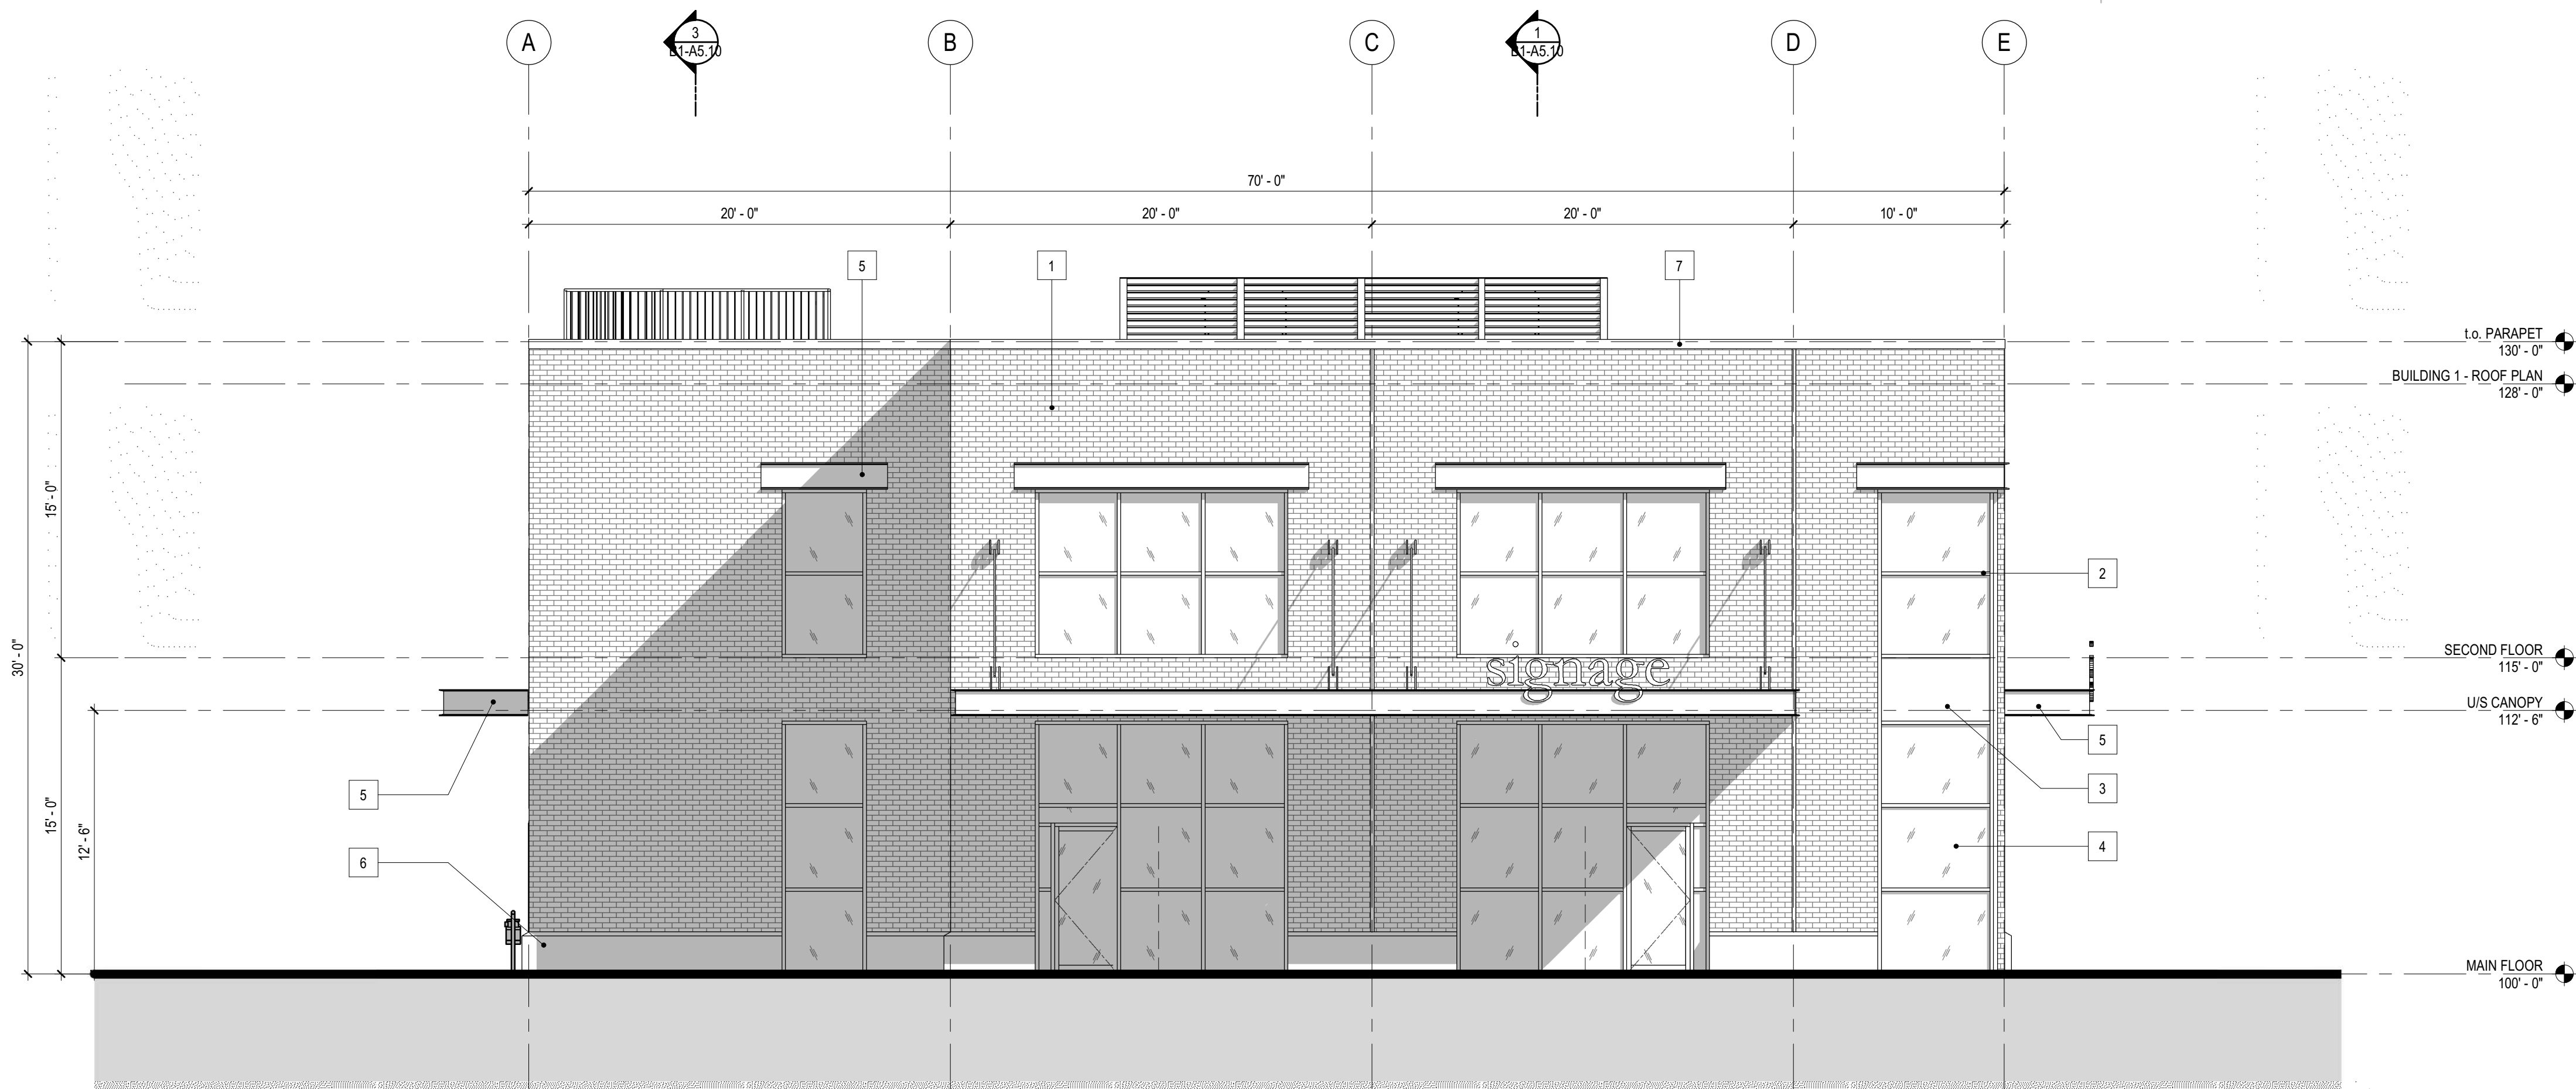 A
3
B1-A5.10
B
C
1
B1-A5.10
D
E
70' - 0"
20' - 0"
20' - 0"
20' - 0"
10' - 0"
5
1
7
t.o. PARAPET
130' - 0"
BUILDING 1 - ROOF PLAN
128' - 0"
15' - 0"
2
30' - 0"
SECOND FLOOR
115' - 0"
signage
5
U/S CANOPY
112' - 6"
5
5
3
15' - 0"
12' - 6"
6
4
MAIN FLOOR
100' - 0"